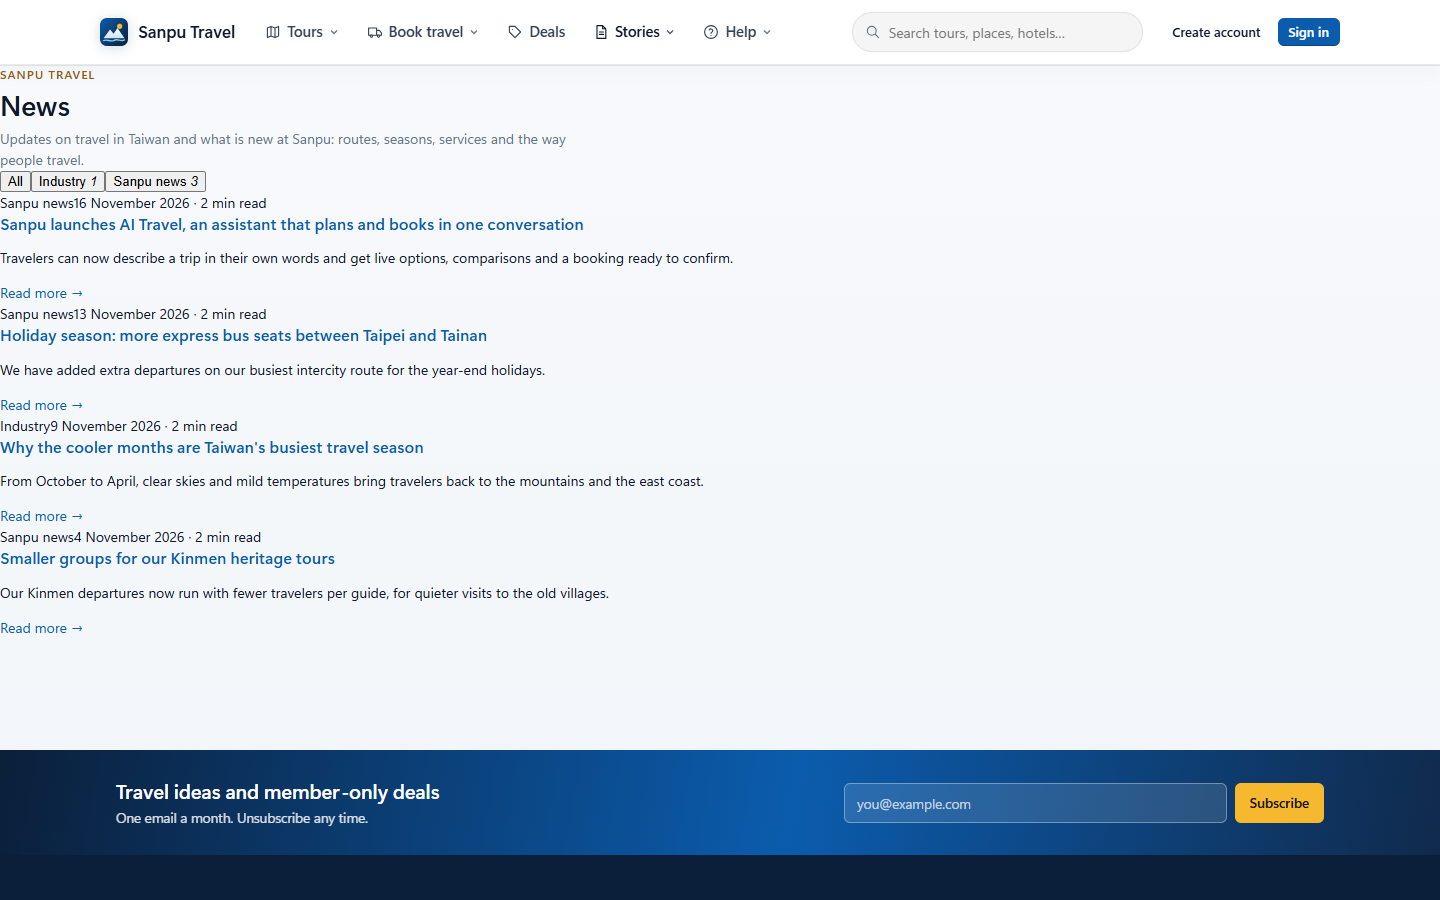 Sanpu Travel
Tours
Book travel
Deals
Stories
Help
Search tours, places, hotels...
Create account
Sign in
SANPU TRAVEL
News
Updates on travel in Taiwan and what is new at Sanpu: routes, seasons, services and the way
people travel.
All
Industry 1
Sanpu news 3
Sanpu news16 November 2026 · 2 min read
Sanpu launches AI Travel, an assistant that plans and books in one conversation
Travelers can now describe a trip in their own words and get live options, comparisons and a booking ready to confirm.
Read more →
Sanpu news13 November 2026 · 2 min read
Holiday season: more express bus seats between Taipei and Tainan
We have added extra departures on our busiest intercity route for the year-end holidays.
Read more →
Industry9 November 2026 · 2 min read
Why the cooler months are Taiwan's busiest travel season
From October to April, clear skies and mild temperatures bring travelers back to the mountains and the east coast.
Read more →
Sanpu news4 November 2026 · 2 min read
Smaller groups for our Kinmen heritage tours
Our Kinmen departures now run with fewer travelers per guide, for quieter visits to the old villages.
Read more →
Travel ideas and member-only deals
One email a month. Unsubscribe any time.
you@example.com
Subscribe